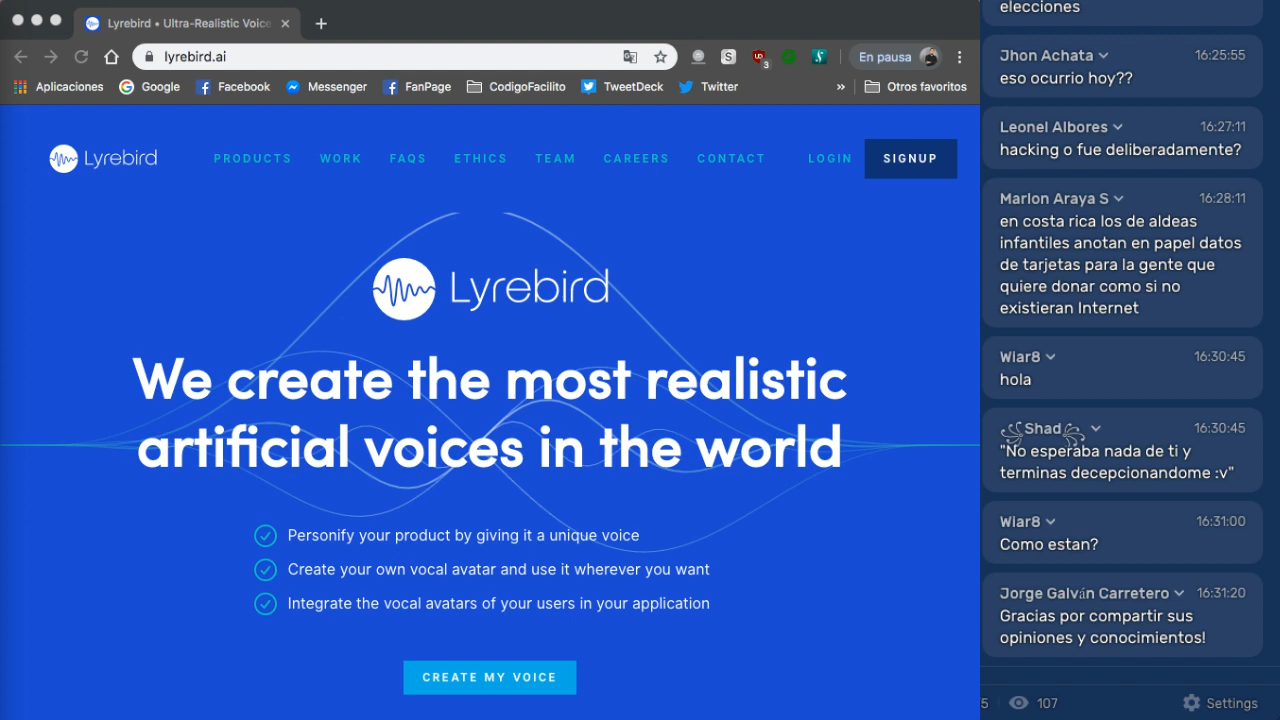 Lyrebird • Ultra-Realistic Voice
lyrebird.ai
S
3
En pausa
Aplicaciones
Google
Facebook
Messenger
FanPage
CodigoFacilito
TweetDeck
Twitter
»
Otros favoritos
Lyrebird
PRODUCTS
WORK
FAQS
ETHICS
TEAM
CAREERS
CONTACT
LOGIN
SIGNUP
Lyrebird
We create the most realistic
artificial voices in the world
Personify your product by giving it a unique voice
Create your own vocal avatar and use it wherever you want
Integrate the vocal avatars of your users in your application
CREATE MY VOICE
elecciones
Jhon Achata 16:25:55
eso ocurrio hoy??
Leonel Albores 16:27:11
hacking o fue deliberadamente?
Marlon Araya S 16:28:11
en costa rica los de aldeas
infantiles anotan en papel datos
de tarjetas para la gente que
quiere donar como si no
existieran Internet
Wiar8 16:30:45
hola
꧁Shad꧂ 16:30:45
"No esperaba nada de ti y
terminas decepcionandome :v"
Wiar8 16:31:00
Como estan?
Jorge Galván Carretero 16:31:20
Gracias por compartir sus
opiniones y conocimientos!
5
107
Settings